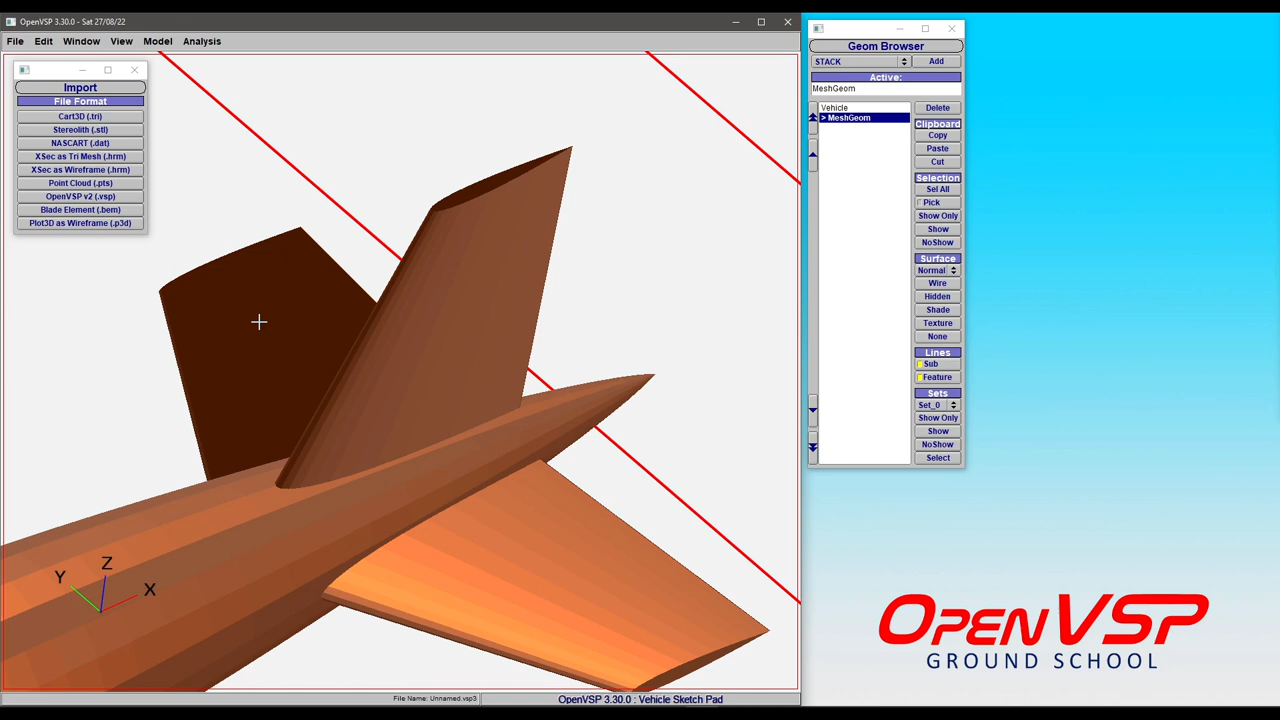 OpenVSP 3.30.0 - Sat 27/08/22
File Edit Window View Model Analysis
Import
File Format
Cart3D (.tri)
Stereolith (.stl)
NASCART (.dat)
XSec as Tri Mesh (.hrm)
XSec as Wireframe (.hrm)
Point Cloud (.pts)
OpenVSP v2 (.vsp)
Blade Element (.bem)
Plot3D as Wireframe (.p3d)
Z
Y
X
File Name: Unnamed.vsp3
OpenVSP 3.30.0 : Vehicle Sketch Pad
Geom Browser
STACK Add
Active:
MeshGeom
Vehicle
> MeshGeom
Delete
Clipboard
Copy
Paste
Cut
Selection
Sel All
Pick
Show Only
Show
NoShow
Surface
Normal
Wire
Hidden
Shade
Texture
None
Lines
Sub
Feature
Sets
Set_0
Show Only
Show
NoShow
Select
OPENVSP
GROUND SCHOOL